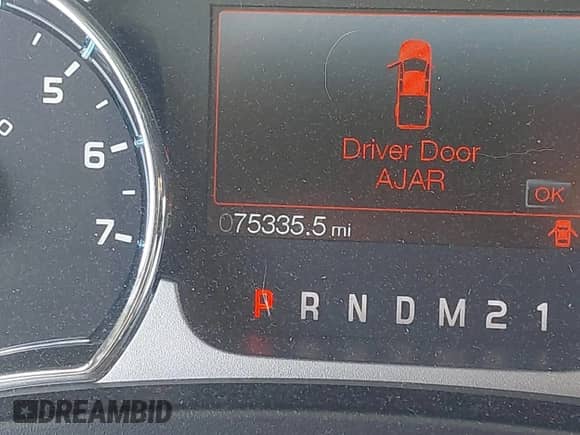 5
6
7
Driver Door
AJAR
OK
075335.5 mi
P R N D M 2 1
DREAMBID